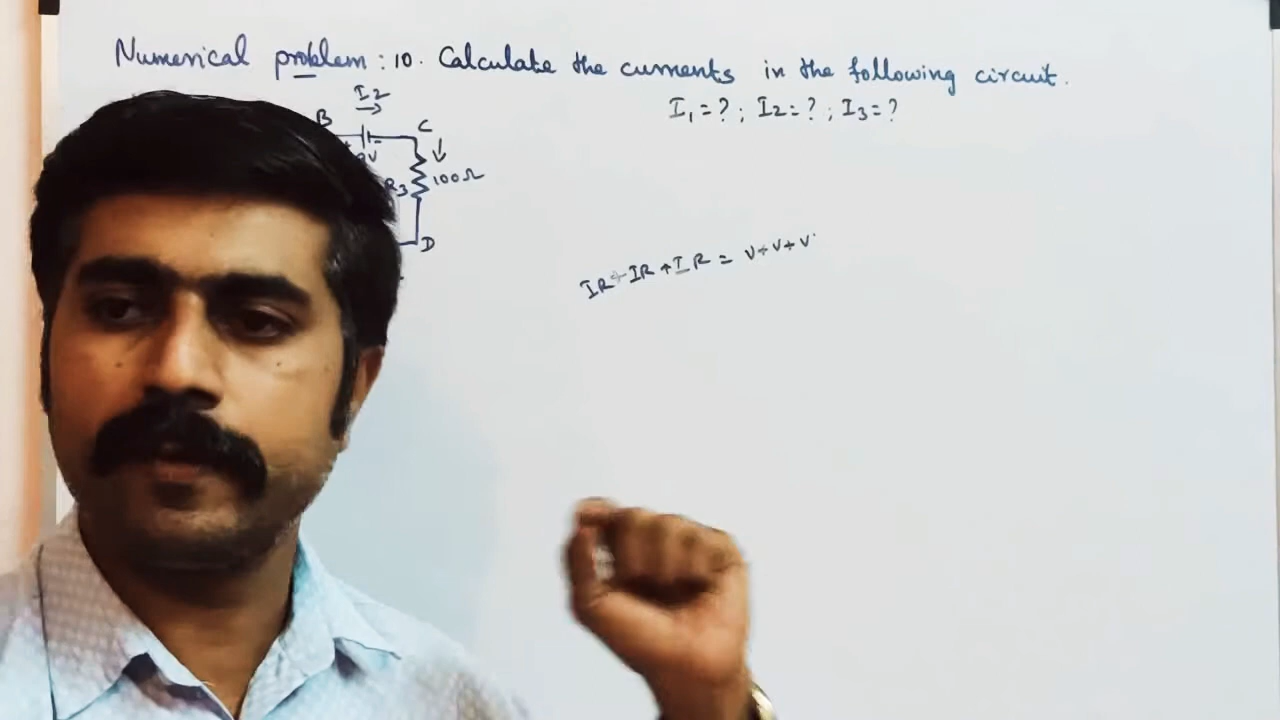 Numerical problem : 10. Calculate the currents in the following circuit.
I₁ = ? ; I₂ = ? ; I₃ = ?
I₂
B C
R₃ 100Ω
D
IR + IR + IR = V + V + V